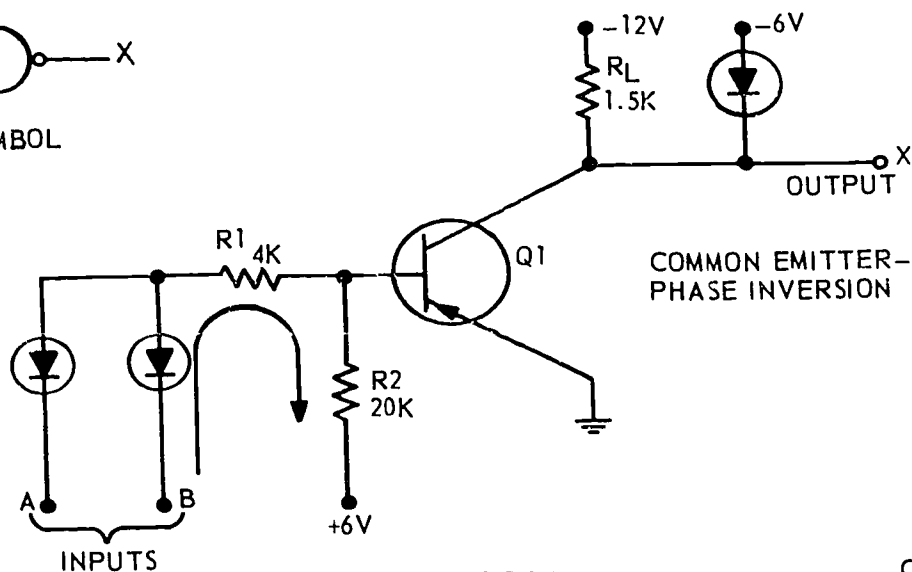 -12V
-6V
X
RL
1.5K
MBOL
X
OUTPUT
R1
4K
Q1
COMMON EMITTER-
PHASE INVERSION
R2
20K
A
B
+6V
INPUTS